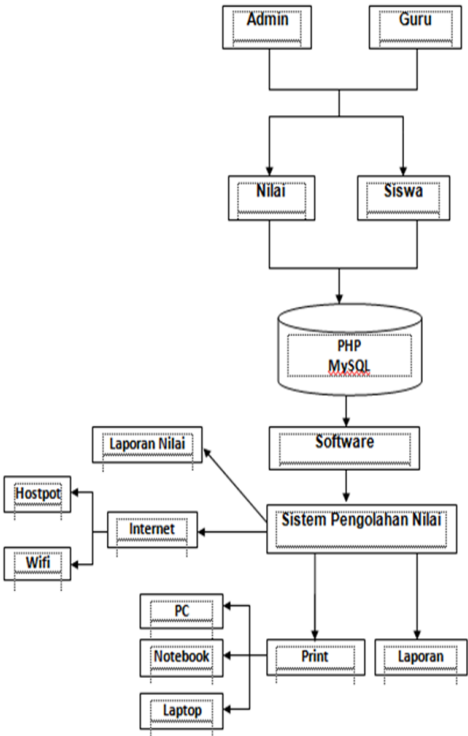 Admin
Guru
Nilai
Siswa
PHP
MySQL
Software
Laporan Nilai
Sistem Pengolahan Nilai
Hostpot
Internet
Wifi
PC
Notebook
Print
Laporan
Laptop